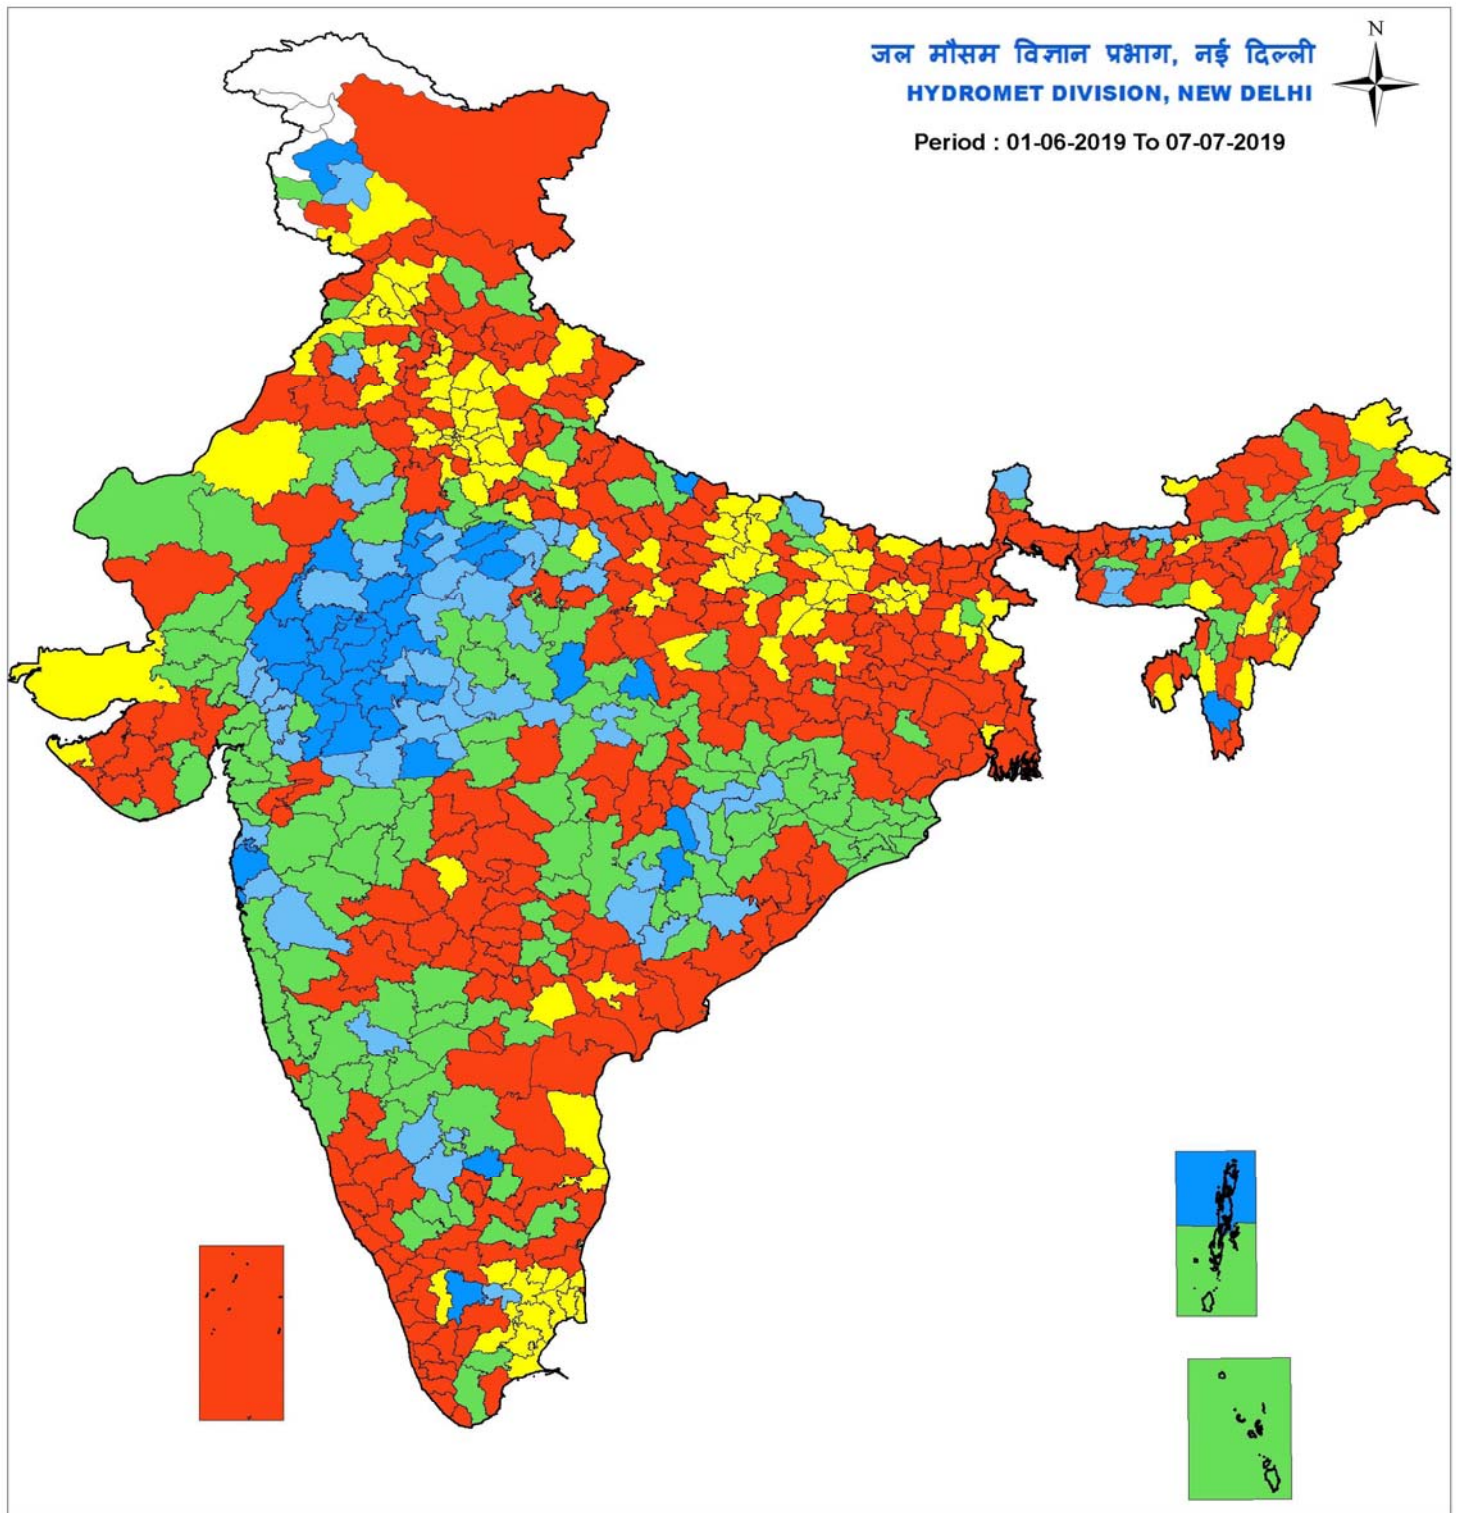 N
जल मौसम विज्ञान प्रभाग, नई दिल्ली
HYDROMET DIVISION, NEW DELHI
Period : 01-06-2019 To 07-07-2019